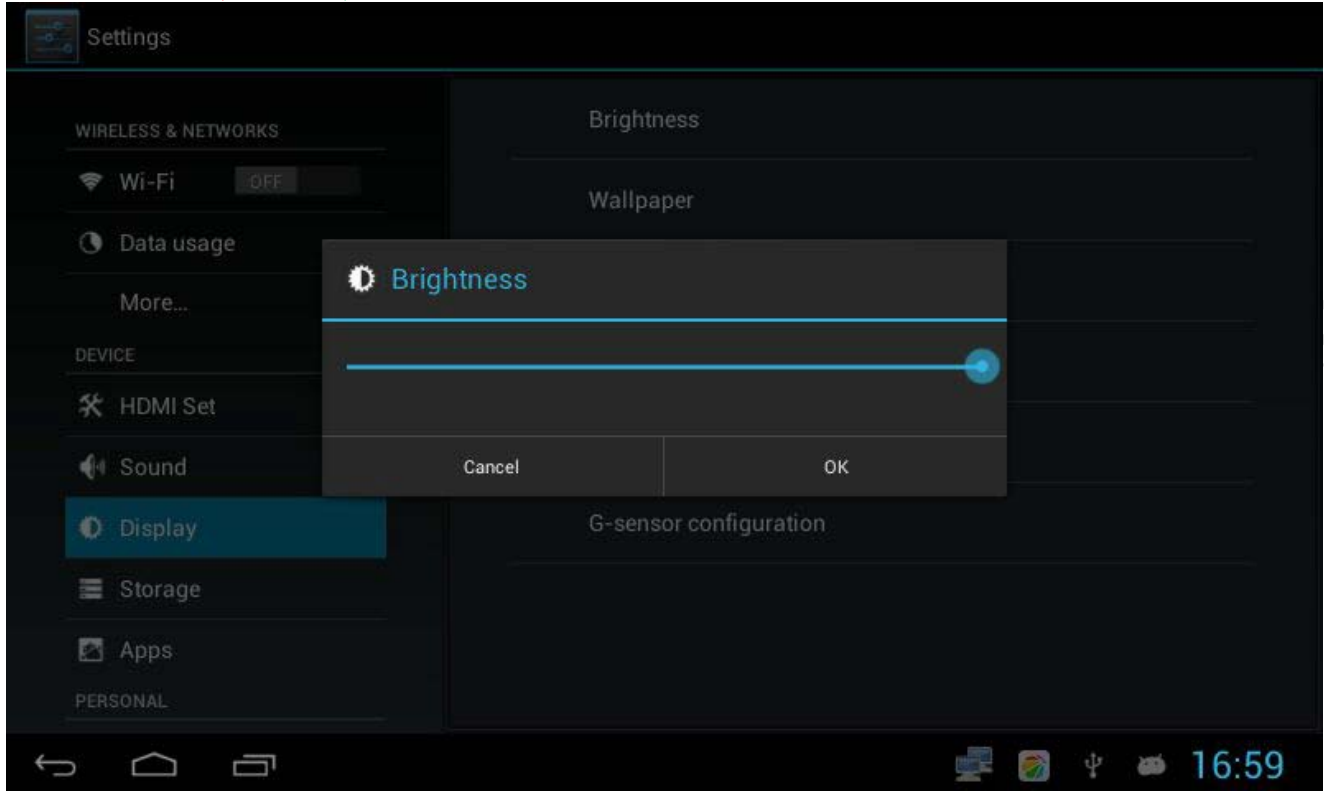 Settings
WIRELESS & NETWORKS
Wi-Fi OFF
Data usage
More...
DEVICE
HDMI Set
Sound
Display
Storage
Apps
PERSONAL
Brightness
Wallpaper
G-sensor configuration
Brightness
Cancel OK
16:59